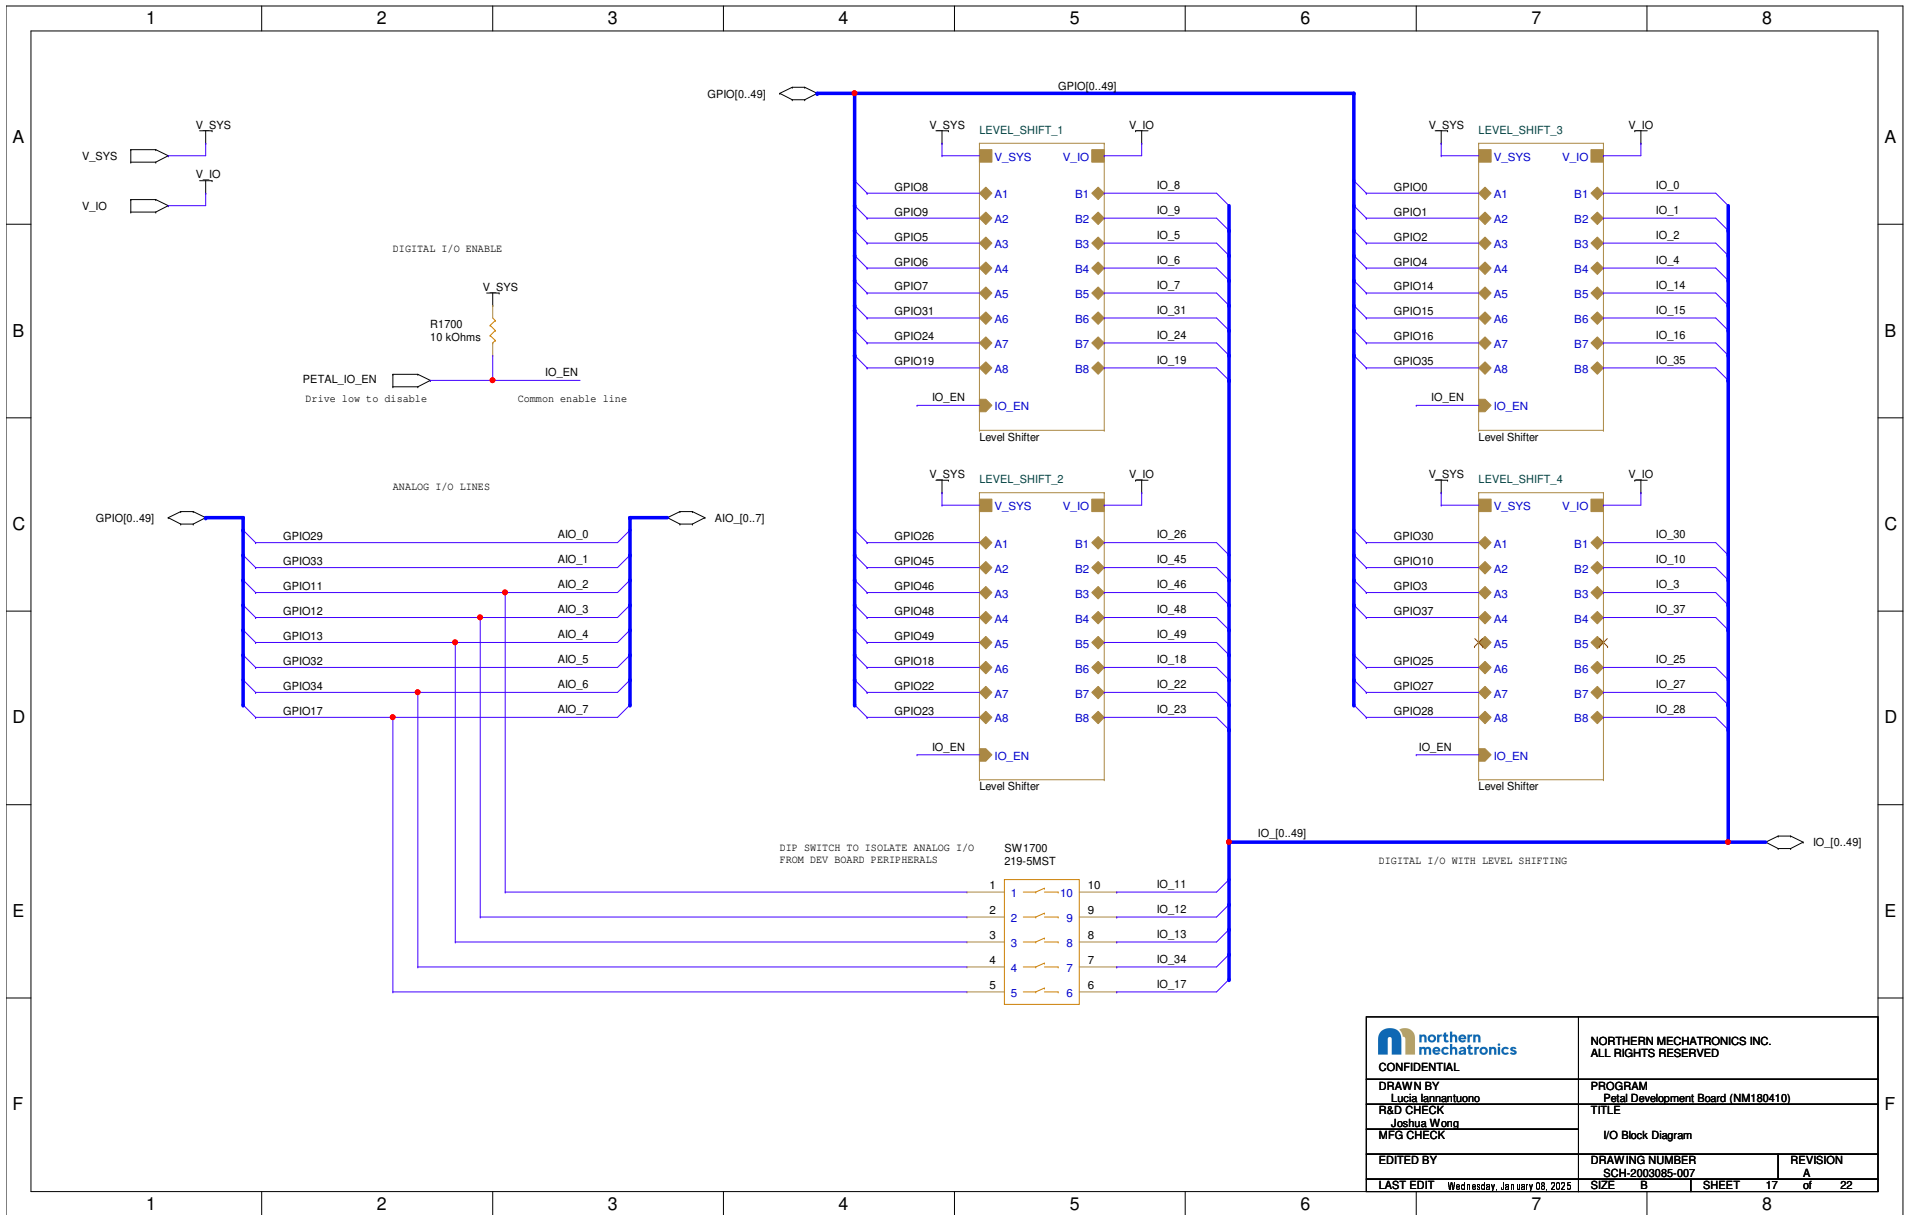 1 2 3 4 5 6 7 8
A
B
C
D
E
F
A
B
C
D
E
F
V_SYS
V_SYS
V_IO
V_IO
DIGITAL I/O ENABLE
V_SYS
R1700
10 kOhms
PETAL_IO_EN
IO_EN
Drive low to disable
Common enable line
ANALOG I/O LINES
GPIO[0..49]
AIO_[0..7]
GPIO29 AIO_0
GPIO33 AIO_1
GPIO11 AIO_2
GPIO12 AIO_3
GPIO13 AIO_4
GPIO32 AIO_5
GPIO34 AIO_6
GPIO17 AIO_7
GPIO[0..49]
GPIO[0..49]
V_SYS LEVEL_SHIFT_1 V_IO
V_SYS V_IO
GPIO8 A1 B1 IO_8
GPIO9 A2 B2 IO_9
GPIO5 A3 B3 IO_5
GPIO6 A4 B4 IO_6
GPIO7 A5 B5 IO_7
GPIO31 A6 B6 IO_31
GPIO24 A7 B7 IO_24
GPIO19 A8 B8 IO_19
IO_EN IO_EN
Level Shifter
V_SYS LEVEL_SHIFT_2 V_IO
V_SYS V_IO
GPIO26 A1 B1 IO_26
GPIO45 A2 B2 IO_45
GPIO46 A3 B3 IO_46
GPIO48 A4 B4 IO_48
GPIO49 A5 B5 IO_49
GPIO18 A6 B6 IO_18
GPIO22 A7 B7 IO_22
GPIO23 A8 B8 IO_23
IO_EN IO_EN
Level Shifter
V_SYS LEVEL_SHIFT_3 V_IO
V_SYS V_IO
GPIO0 A1 B1 IO_0
GPIO1 A2 B2 IO_1
GPIO2 A3 B3 IO_2
GPIO4 A4 B4 IO_4
GPIO14 A5 B5 IO_14
GPIO15 A6 B6 IO_15
GPIO16 A7 B7 IO_16
GPIO35 A8 B8 IO_35
IO_EN IO_EN
Level Shifter
V_SYS LEVEL_SHIFT_4 V_IO
V_SYS V_IO
GPIO30 A1 B1 IO_30
GPIO10 A2 B2 IO_10
GPIO3 A3 B3 IO_3
GPIO37 A4 B4 IO_37
A5 B5
GPIO25 A6 B6 IO_25
GPIO27 A7 B7 IO_27
GPIO28 A8 B8 IO_28
IO_EN IO_EN
Level Shifter
IO_[0..49]
IO_[0..49]
DIGITAL I/O WITH LEVEL SHIFTING
DIP SWITCH TO ISOLATE ANALOG I/O
FROM DEV BOARD PERIPHERALS
SW1700
219-5MST
1 1 10 10 IO_11
2 2 9 9 IO_12
3 3 8 8 IO_13
4 4 7 7 IO_34
5 5 6 6 IO_17
northern
mechatronics
CONFIDENTIAL
NORTHERN MECHATRONICS INC.
ALL RIGHTS RESERVED
DRAWN BY
Lucia Iannantuono
PROGRAM
Petal Development Board (NM180410)
R&D CHECK
Joshua Wong
TITLE
I/O Block Diagram
MFG CHECK
EDITED BY
DRAWING NUMBER
SCH-2003085-007
REVISION
A
LAST EDIT Wednesday, January 08, 2025
SIZE B SHEET 17 of 22
1 2 3 4 5 6 7 8